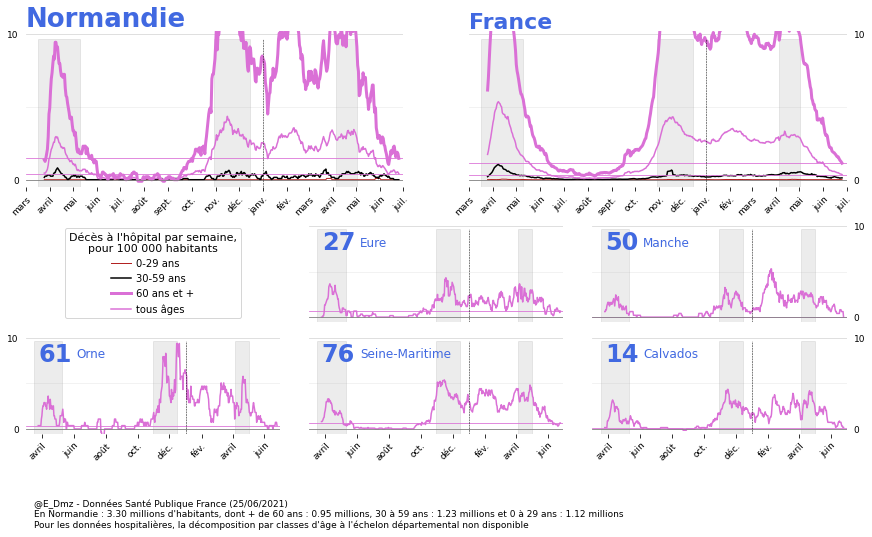 Normandie
France
10
10
0
0
mars avril mai juin juil. août sept. oct. nov. déc. janv. fév. mars avril mai juin juil.
mars avril mai juin juil. août sept. oct. nov. déc. janv. fév. mars avril mai juin juil.
Décès à l'hôpital par semaine,
pour 100 000 habitants
0-29 ans
30-59 ans
60 ans et +
tous âges
27 Eure
50 Manche
10
0
61 Orne
76 Seine-Maritime
14 Calvados
10
10
0
0
avril juin août oct. déc. fév. avril juin
avril juin août oct. déc. fév. avril juin
avril juin août oct. déc. fév. avril juin
@E_Dmz - Données Santé Publique France (25/06/2021)
En Normandie : 3.30 millions d'habitants, dont + de 60 ans : 0.95 millions, 30 à 59 ans : 1.23 millions et 0 à 29 ans : 1.12 millions
Pour les données hospitalières, la décomposition par classes d'âge à l'échelon départemental non disponible